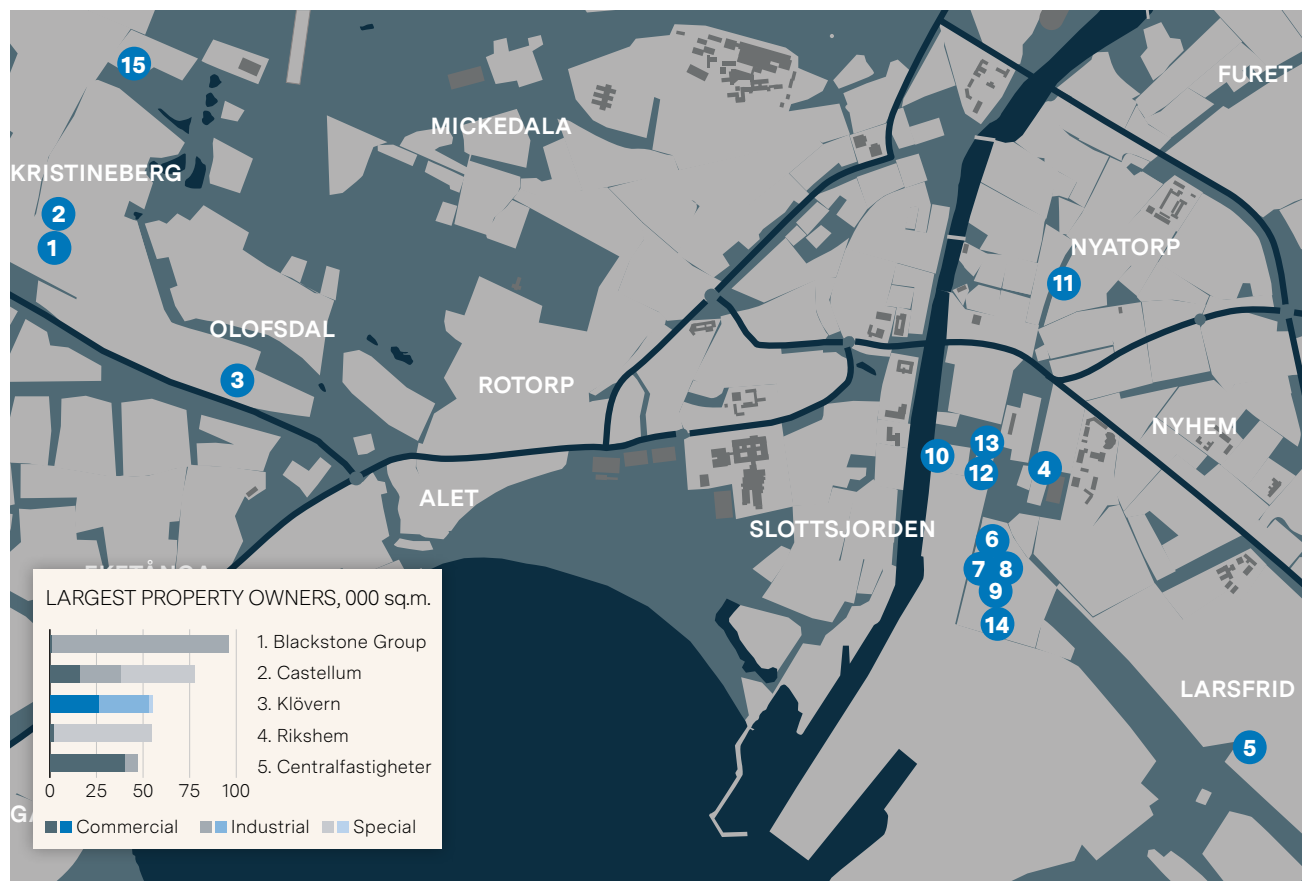 FURET
15
MICKEDALA
KRISTINEBERG
2
1
NYATORP
11
OLOFSDAL
3
ROTORP
NYHEM
13
10
12
4
ALET
SLOTTSJORDEN
6
7 8
9
14
LARSFRID
5
LARGEST PROPERTY OWNERS, 000 sq.m.
1. Blackstone Group
2. Castellum
3. Klövern
4. Rikshem
5. Centralfastigheter
0 25 50 75 100
Commercial Industrial Special